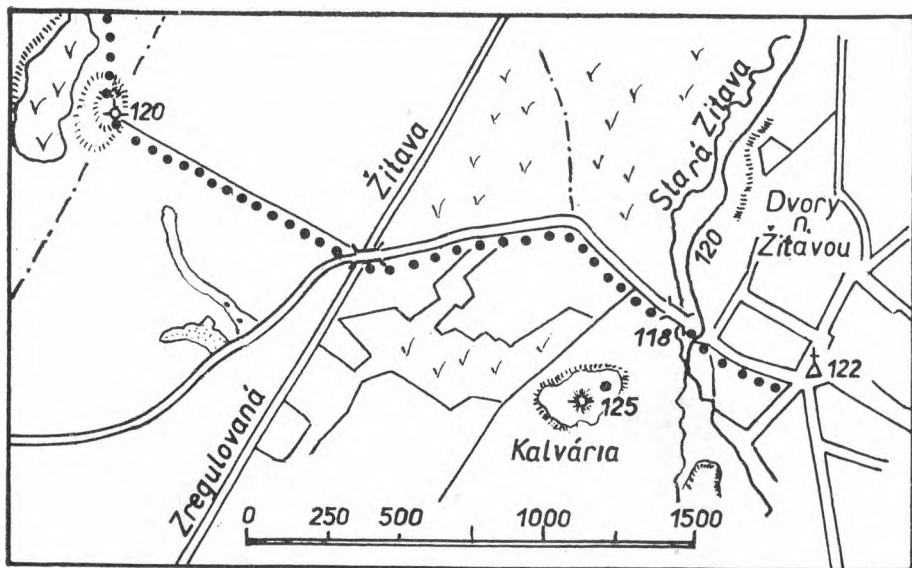 120
Žitava
Stará Žitava
120
Dvory
n.
Žitavou
118
122
125
Kalvária
Zregulovaná
0 250 500 1000 1500